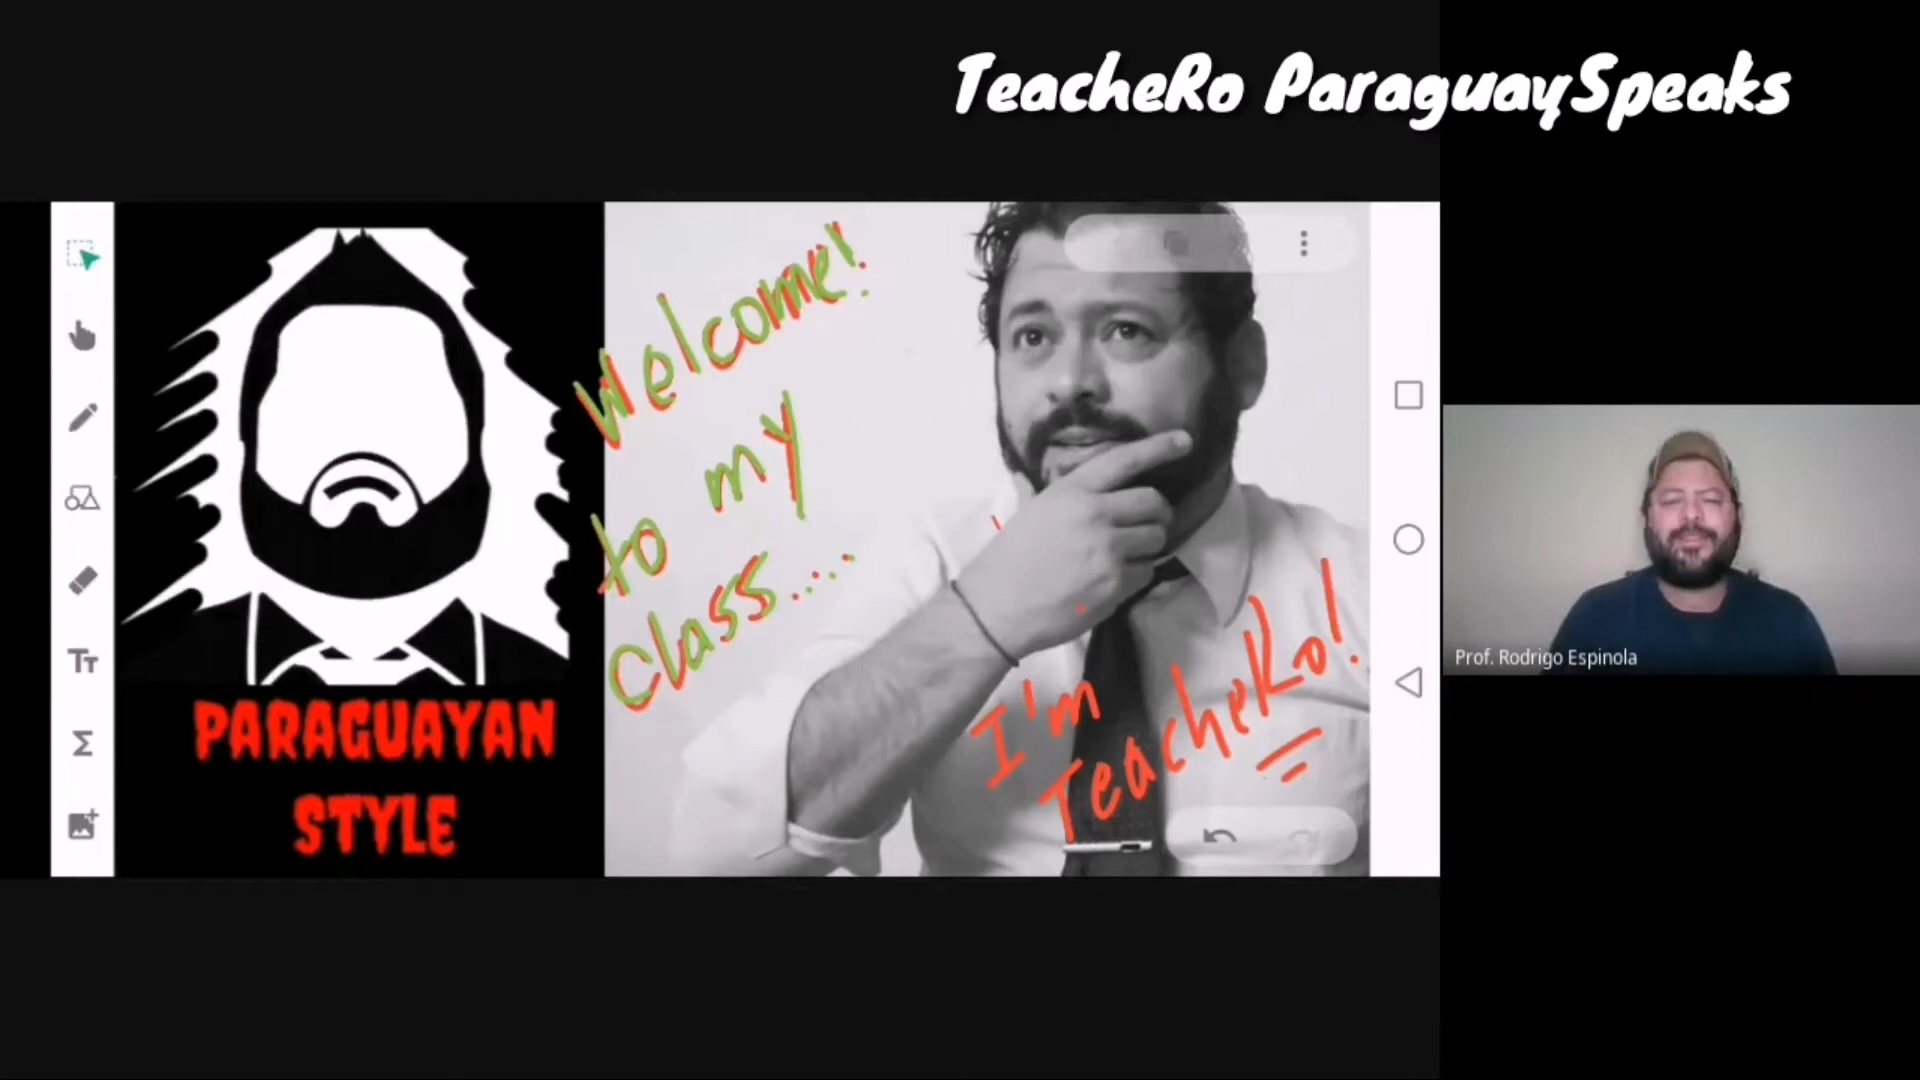 TeacheRo ParaguaySpeaks
Welcome!
to my
class....
I'm
TeacheRo!
PARAGUAYAN
STYLE
Prof. Rodrigo Espinola